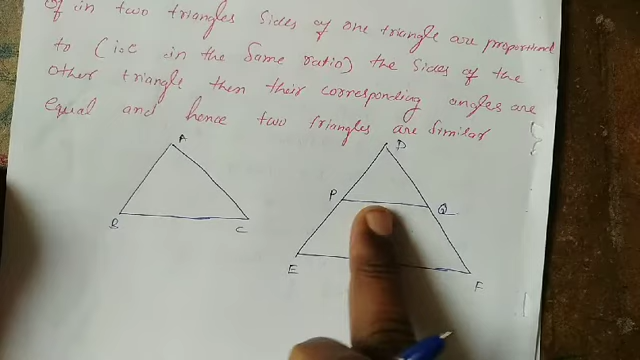 If in two triangles sides of one triangle are proportional
to (i.e in the same ratio) the sides of the
other triangle then their corresponding angles are
equal and hence two triangles are similar
A
D
P
Q
B
C
E
F